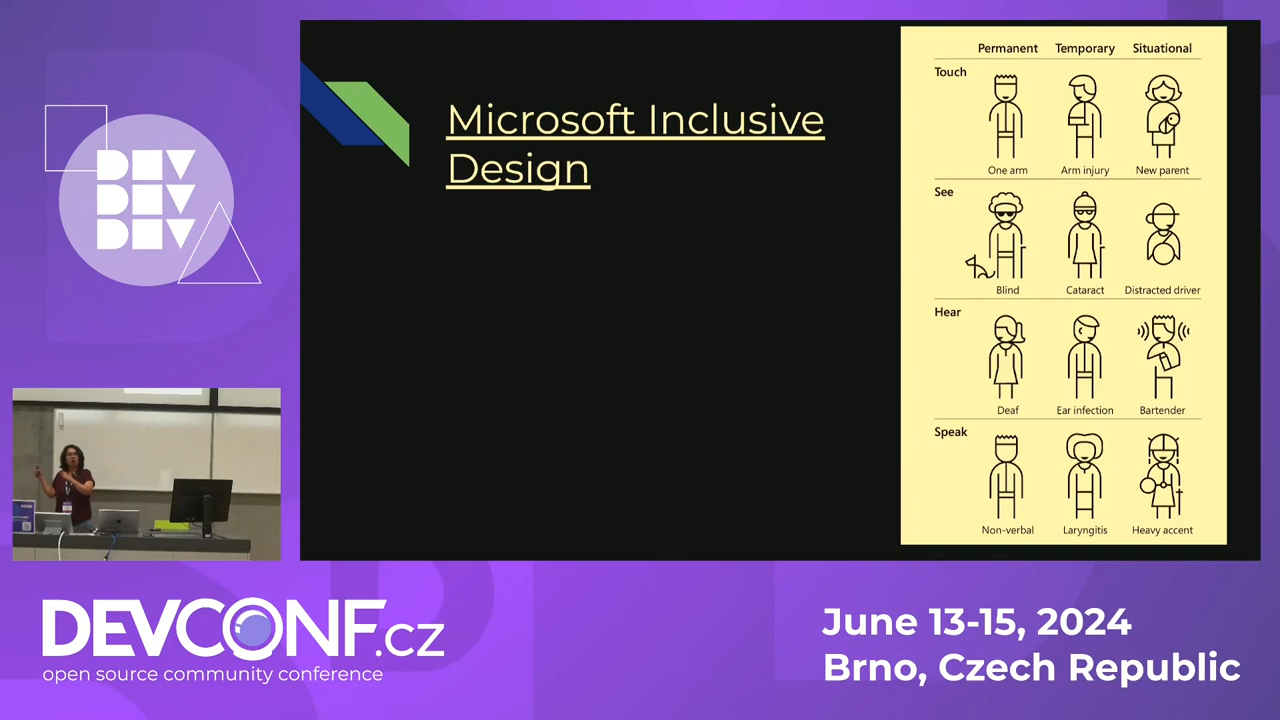 DEV
DEV
DEV
Microsoft Inclusive
Design
Permanent Temporary Situational
Touch
One arm Arm injury New parent
See
Blind Cataract Distracted driver
Hear
Deaf Ear infection Bartender
Speak
Non-verbal Laryngitis Heavy accent
DEVCONF.cz
open source community conference
June 13-15, 2024
Brno, Czech Republic